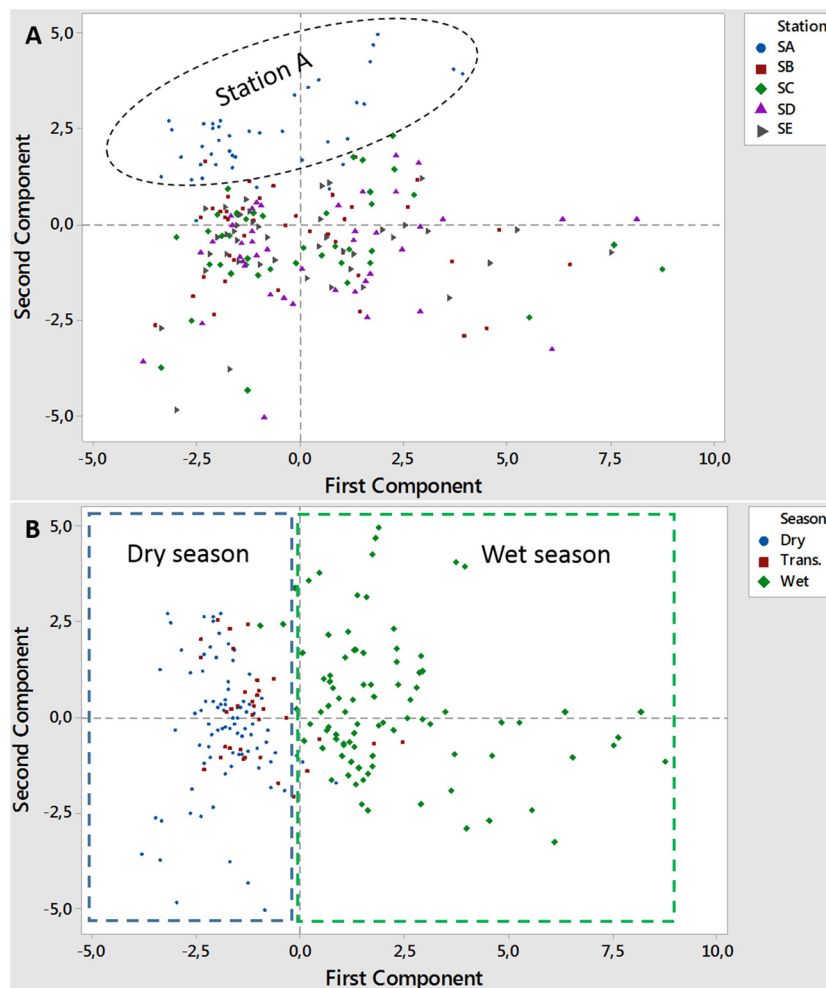 A
Station A
Second Component
5,0
2,5
0,0
-2,5
-5,0
-5,0
-2,5
0,0
2,5
5,0
7,5
10,0
First Component
Station
SA
SB
SC
SD
SE
B
Dry season
Wet season
Second Component
5,0
2,5
0,0
-2,5
-5,0
-5,0
-2,5
0,0
2,5
5,0
7,5
10,0
First Component
Season
Dry
Trans.
Wet